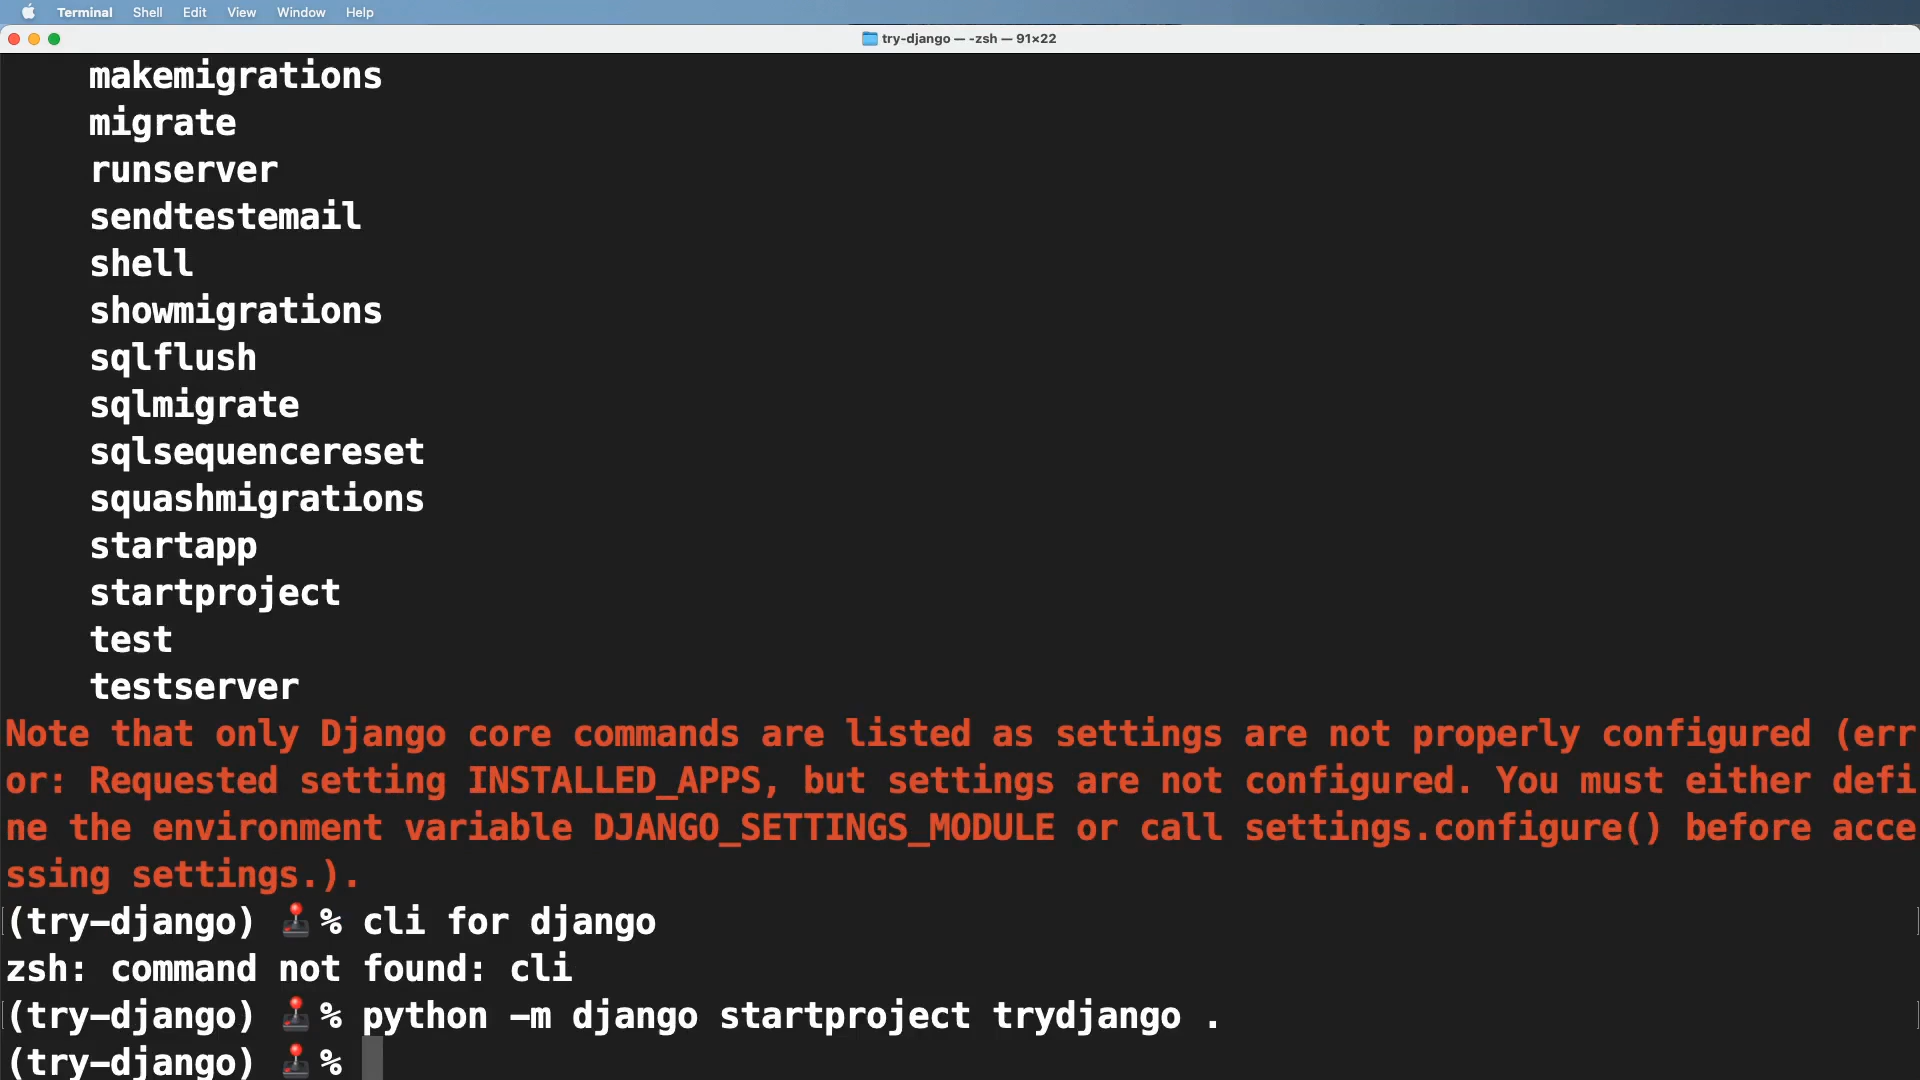 Terminal Shell Edit View Window Help
try-django — -zsh — 91×22
makemigrations
migrate
runserver
sendtestemail
shell
showmigrations
sqlflush
sqlmigrate
sqlsequencereset
squashmigrations
startapp
startproject
test
testserver
Note that only Django core commands are listed as settings are not properly configured (err
or: Requested setting INSTALLED_APPS, but settings are not configured. You must either defi
ne the environment variable DJANGO_SETTINGS_MODULE or call settings.configure() before acce
ssing settings.).
(try-django) 🕹% cli for django
zsh: command not found: cli
(try-django) 🕹% python -m django startproject trydjango .
(try-django) 🕹%